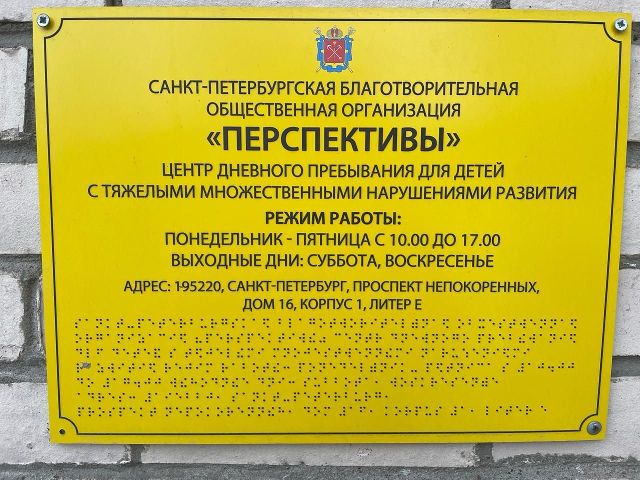 САНКТ-ПЕТЕРБУРГСКАЯ БЛАГОТВОРИТЕЛЬНАЯ
ОБЩЕСТВЕННАЯ ОРГАНИЗАЦИЯ
«ПЕРСПЕКТИВЫ»
ЦЕНТР ДНЕВНОГО ПРЕБЫВАНИЯ ДЛЯ ДЕТЕЙ
С ТЯЖЕЛЫМИ МНОЖЕСТВЕННЫМИ НАРУШЕНИЯМИ РАЗВИТИЯ
РЕЖИМ РАБОТЫ:
ПОНЕДЕЛЬНИК - ПЯТНИЦА С 10.00 ДО 17.00
ВЫХОДНЫЕ ДНИ: СУББОТА, ВОСКРЕСЕНЬЕ
АДРЕС: 195220, САНКТ-ПЕТЕРБУРГ, ПРОСПЕКТ НЕПОКОРЕННЫХ,
ДОМ 16, КОРПУС 1, ЛИТЕР Е